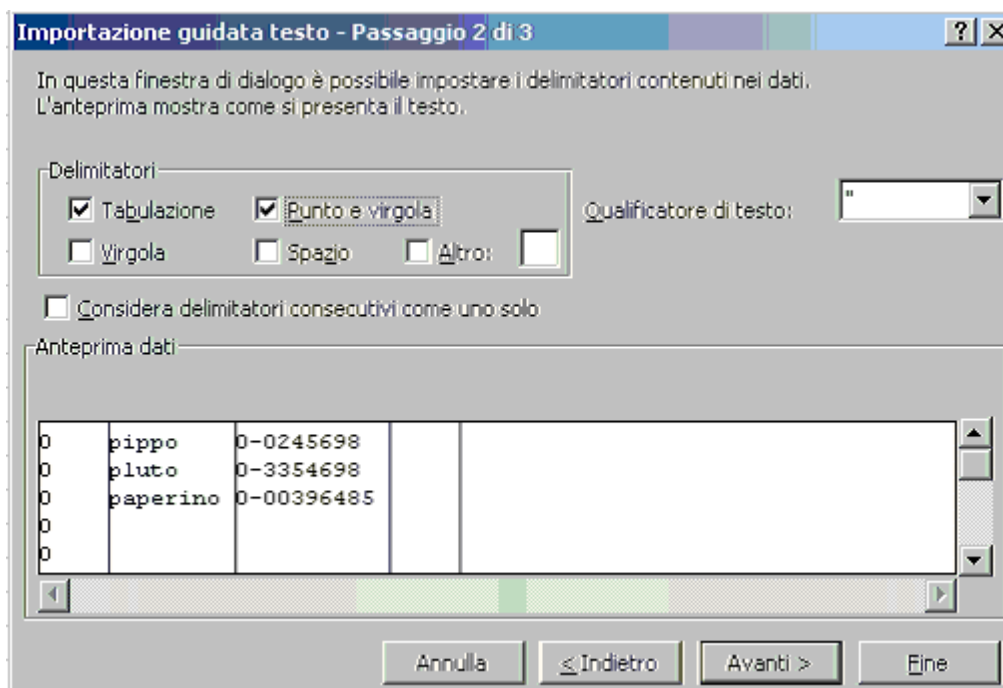 Importazione guidata testo - Passaggio 2 di 3
In questa finestra di dialogo è possibile impostare i delimitatori contenuti nei dati.
L'anteprima mostra come si presenta il testo.
Delimitatori
Tabulazione Punto e virgola Qualificatore di testo: "
Virgola Spazio Altro:
Considera delimitatori consecutivi come uno solo
Anteprima dati
0 pippo 0-0245698
0 pluto 0-3354698
0 paperino 0-00396485
0
0
Annulla < Indietro Avanti > Fine